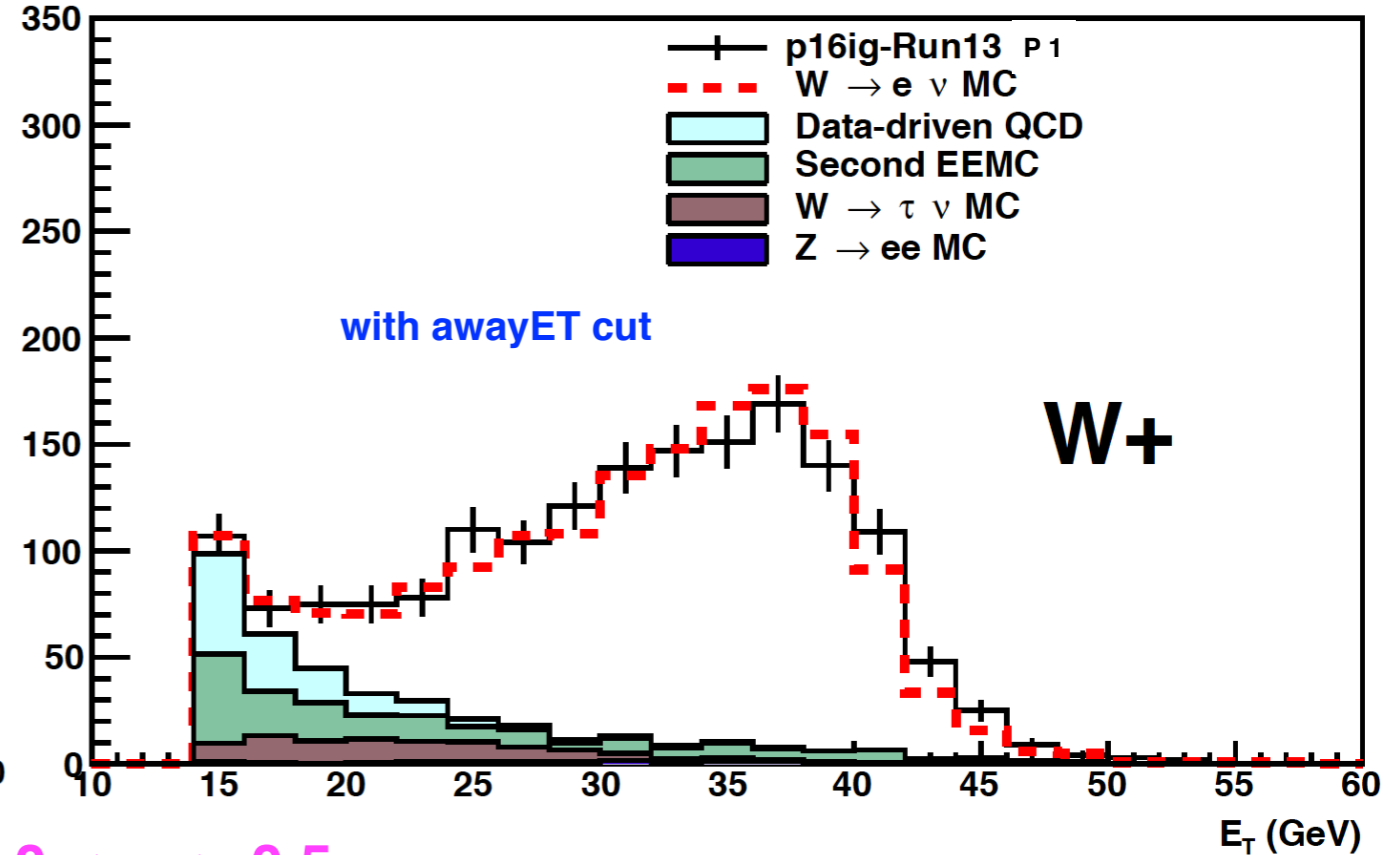 350
300
250
200
150
100
50
0
p16ig-Run13 P 1
W → e ν MC
Data-driven QCD
Second EEMC
W → τ ν MC
Z → ee MC
with awayET cut
W+
10 15 20 25 30 35 40 45 50 55 60
E_T (GeV)